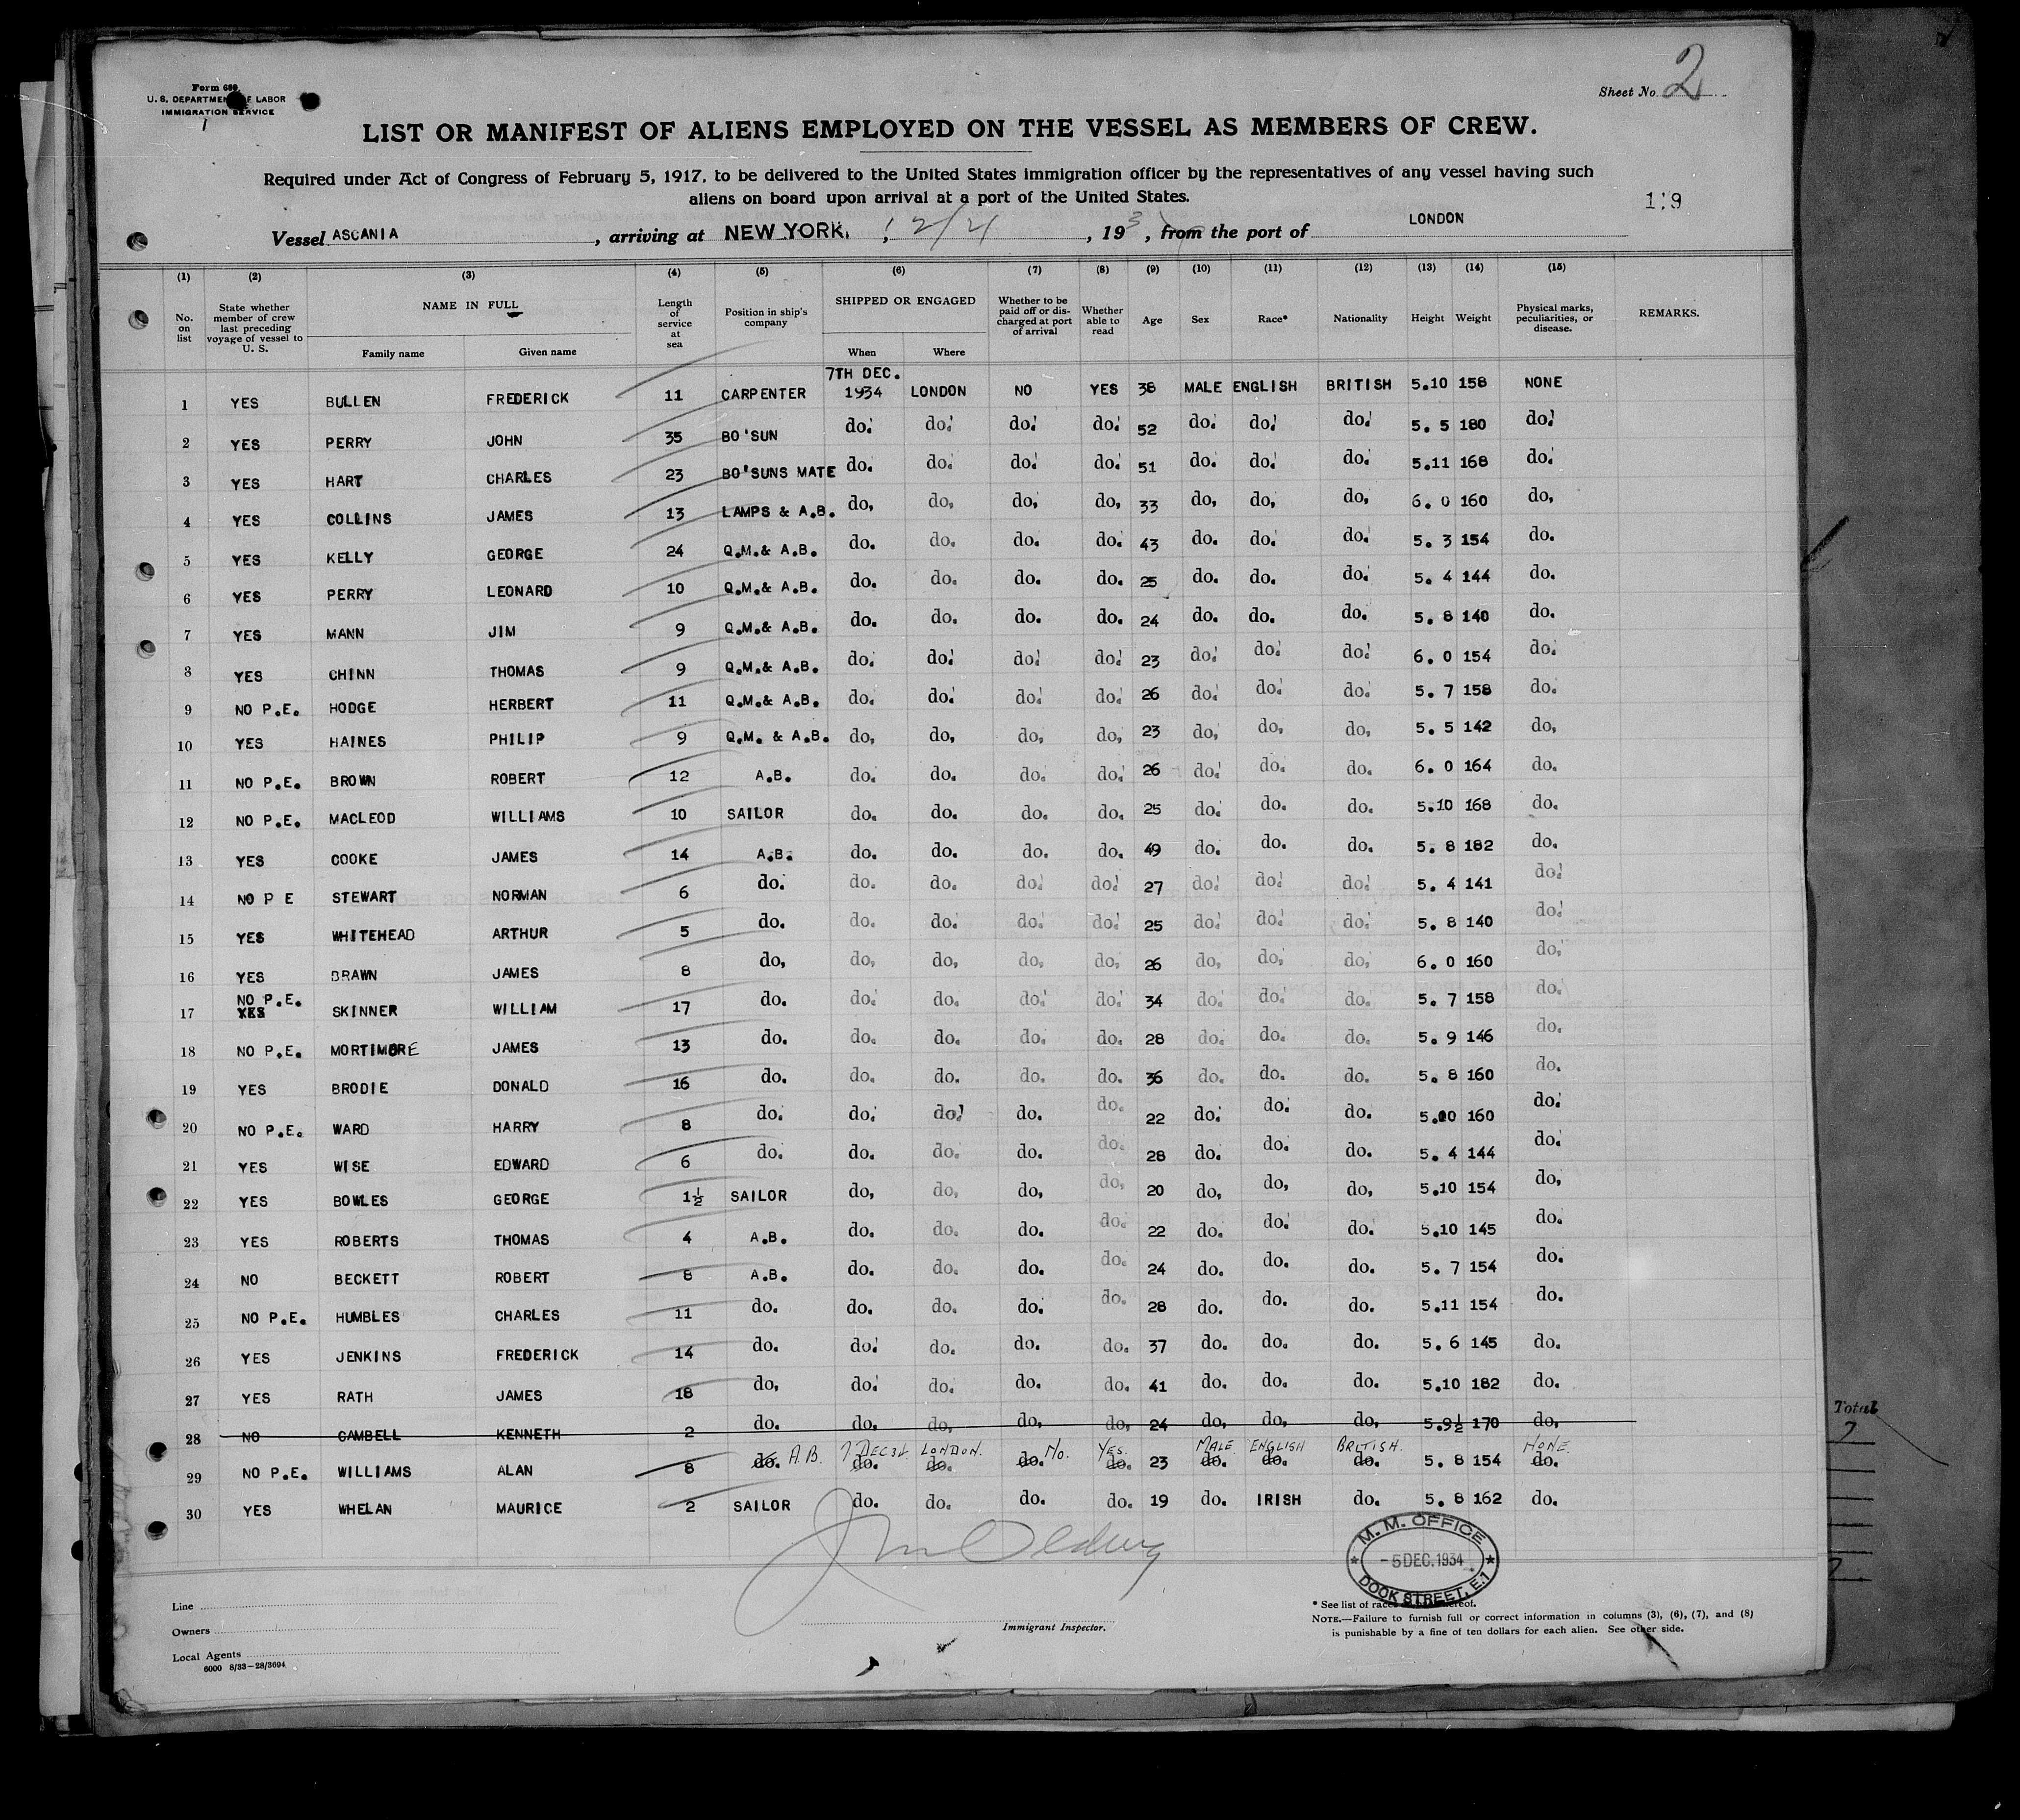 Form 680
U. S. DEPARTMENT OF LABOR
IMMIGRATION SERVICE
Sheet No. 2
LIST OR MANIFEST OF ALIENS EMPLOYED ON THE VESSEL AS MEMBERS OF CREW.
Required under Act of Congress of February 5, 1917, to be delivered to the United States immigration officer by the representatives of any vessel having such
aliens on board upon arrival at a port of the United States.
119
Vessel ASCANIA, arriving at NEW YORK, 193, from the port of LONDON
(1) (2) (3) (4) (5) (6) (7) (8) (9) (10) (11) (12) (13) (14) (15)
No. on list State whether member of crew last preceding voyage of vessel to U. S. NAME IN FULL Length of service at sea Position in ship's company SHIPPED OR ENGAGED Whether to be paid off or discharged at port of arrival Whether able to read Age Sex Race* Nationality Height Weight Physical marks, peculiarities, or disease. REMARKS.
Family name Given name When Where
1 YES BULLEN FREDERICK 11 CARPENTER 7TH DEC. 1934 LONDON NO YES 38 MALE ENGLISH BRITISH 5.10 158 NONE
2 YES PERRY JOHN 35 BO'SUN do. do. do. do. 52 do. do. do. 5. 5 180 do.
3 YES HART CHARLES 23 BO'SUNS MATE do. do. do. do. 51 do. do. do. 5.11 168 do.
4 YES COLLINS JAMES 13 LAMPS & A.B. do, do, do, do, 33 do, do, do, 6. 0 160 do,
5 YES KELLY GEORGE 24 Q.M.& A.B. do. do. do. do. 43 do. do. do. 5. 3 154 do.
6 YES PERRY LEONARD 10 Q.M.& A.B. do. do. do. do. 25 do. do. do. 5. 4 144 do.
7 YES MANN JIM 9 Q.M.& A.B. do. do. do. do. 24 do. do. do. 5. 8 140 do.
8 YES CHINN THOMAS 9 Q.M.& A.B. do. do. do. do. 23 do. do. do. 6. 0 154 do.
9 NO P.E. HODGE HERBERT 11 Q.M.& A.B. do. do. do. do. 26 do. do. do. 5. 7 158 do.
10 YES HAINES PHILIP 9 Q.M. & A.B. do, do, do, do, 23 do, do, do, 5. 5 142 do,
11 NO P.E. BROWN ROBERT 12 A.B. do. do. do. do. 26 do. do. do. 6. 0 164 do.
12 NO P.E. MACLEOD WILLIAMS 10 SAILOR do. do. do. do. 25 do. do. do. 5.10 168 do.
13 YES COOKE JAMES 14 A.B. do. do. do. do. 49 do. do. do. 5. 8 182 do.
14 NO P E STEWART NORMAN 6 do. do. do. do. do. 27 do. do. do. 5. 4 141 do.
15 YES WHITEHEAD ARTHUR 5 do. do. do. do. do. 25 do. do. do. 5. 8 140 do.
16 YES BRAWN JAMES 8 do, do, do, do, do, 26 do, do, do, 6. 0 160 do,
17 NO P.E. YES SKINNER WILLIAM 17 do. do. do. do. do. 34 do. do. do. 5. 7 158 do.
18 NO P.E. MORTIMORE JAMES 13 do. do. do. do. do. 28 do. do. do. 5. 9 146 do.
19 YES BRODIE DONALD 16 do. do. do. do. do. 36 do. do. do. 5. 8 160 do.
20 NO P.E. WARD HARRY 8 do. do. do. do. do. 22 do. do. do. 5.10 160 do.
21 YES WISE EDWARD 6 do. do. do. do. do. 28 do. do. do. 5. 4 144 do.
22 YES BOWLES GEORGE 1½ SAILOR do, do, do, do, 20 do, do, do, 5.10 154 do,
23 YES ROBERTS THOMAS 4 A.B. do. do. do. do. 22 do. do. do. 5.10 145 do.
24 NO BECKETT ROBERT 8 A.B. do. do. do. do. 24 do. do. do. 5. 7 154 do.
25 NO P.E. HUMBLES CHARLES 11 do. do. do. do. do. 28 do. do. do. 5.11 154 do.
26 YES JENKINS FREDERICK 14 do. do. do. do. do. 37 do. do. do. 5. 6 145 do.
27 YES RATH JAMES 18 do, do. do. do. do. 41 do. do. do. 5.10 182 do.
28 NO CAMBELL KENNETH 2 do. do. do, do, do, 24 do, do, do, 5.9½ 170 do,
29 NO P.E. WILLIAMS ALAN 8 do. A.B. 7 DEC 34 do. LONDON. do. do. No. YES. do. 23 MALE do. ENGLISH do. BRITISH. do. 5. 8 154 NONE. do.
30 YES WHELAN MAURICE 2 SAILOR do. do. do. do. 19 do. IRISH do. 5. 8 162 do.
M. M. OFFICE
-5 DEC. 1934
DOCK STREET, E.1
Total
Line
Owners
Local Agents
6000 8/33-28/3694
Immigrant Inspector.
* See list of races hereof.
NOTE.—Failure to furnish full or correct information in columns (3), (6), (7), and (8)
is punishable by a fine of ten dollars for each alien. See other side.